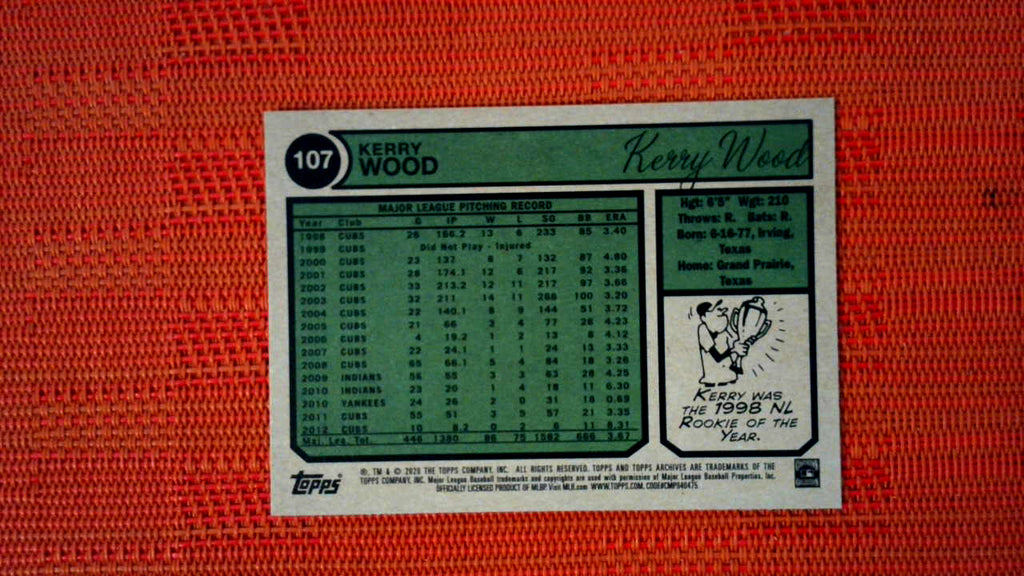 107
KERRY
WOOD
Kerry Wood
MAJOR LEAGUE PITCHING RECORD
Year Club G IP W L SO BB ERA
1998 CUBS 26 166.2 13 6 233 85 3.40
1999 CUBS Did Not Play - Injured
2000 CUBS 23 137 8 7 132 87 4.80
2001 CUBS 28 174.1 12 6 217 92 3.36
2002 CUBS 33 213.2 12 11 217 97 3.66
2003 CUBS 32 211 14 11 266 100 3.20
2004 CUBS 22 140.1 8 9 144 51 3.72
2005 CUBS 21 66 3 4 77 26 4.23
2006 CUBS 4 19.2 1 2 13 8 4.12
2007 CUBS 22 24.1 1 1 24 13 3.33
2008 CUBS 65 66.1 5 4 84 18 3.26
2009 INDIANS 58 55 3 3 63 28 4.25
2010 INDIANS 23 20 1 4 18 11 6.30
2010 YANKEES 24 26 2 0 31 18 0.69
2011 CUBS 55 51 3 5 57 21 3.35
2012 CUBS 10 8.2 0 2 6 11 8.31
Maj. Lea. Tot. 446 1380 86 75 1582 666 3.67
Hgt: 6'5" Wgt: 210
Throws: R. Bats: R.
Born: 6-16-77, Irving,
Texas
Home: Grand Prairie,
Texas
KERRY WAS
THE 1998 NL
ROOKIE OF THE
YEAR.
Topps
®, TM & © 2020 THE TOPPS COMPANY, INC. ALL RIGHTS RESERVED. TOPPS AND TOPPS ARCHIVES ARE TRADEMARKS OF THE
TOPPS COMPANY, INC. Major League Baseball trademarks and copyrights are used with permission of Major League Baseball Properties, Inc.
OFFICIALLY LICENSED PRODUCT OF MLBP. Visit MLB.com WWW.TOPPS.COM. CODE#CMP840475